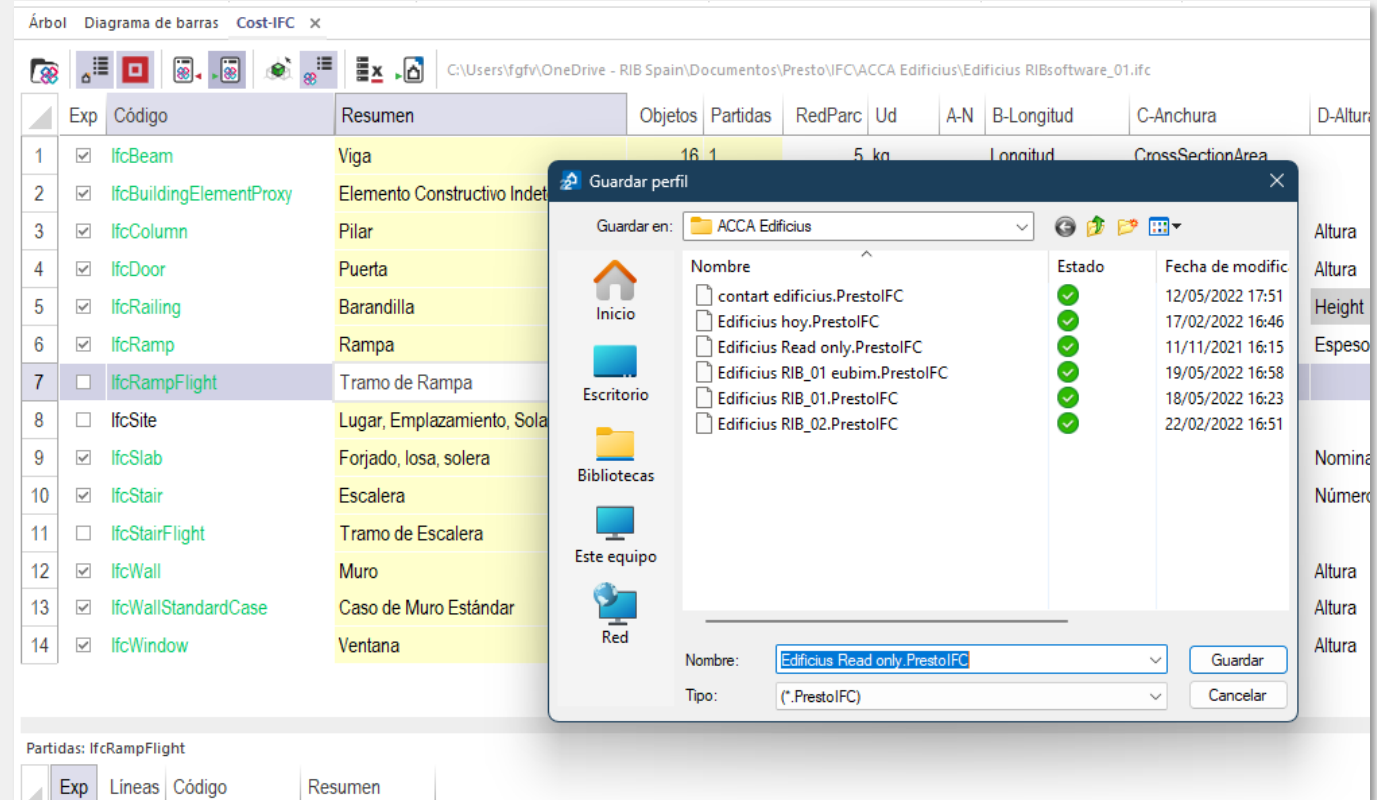 Árbol Diagrama de barras Cost-IFC ×
C:\Users\fgfv\OneDrive - RIB Spain\Documentos\Presto\IFC\ACCA Edificius\Edificius RIBsoftware_01.ifc
Exp Código Resumen Objetos Partidas RedParc Ud A-N B-Longitud C-Anchura D-Altura
1 IfcBeam Viga 16 1 5 kg Longitud CrossSectionArea
2 IfcBuildingElementProxy Elemento Constructivo Indet
3 IfcColumn Pilar Altura
4 IfcDoor Puerta Altura
5 IfcRailing Barandilla Height
6 IfcRamp Rampa Espeso
7 IfcRampFlight Tramo de Rampa
8 IfcSite Lugar, Emplazamiento, Sola
9 IfcSlab Forjado, losa, solera Nomina
10 IfcStair Escalera Número
11 IfcStairFlight Tramo de Escalera
12 IfcWall Muro Altura
13 IfcWallStandardCase Caso de Muro Estándar Altura
14 IfcWindow Ventana Altura
Guardar perfil
Guardar en: ACCA Edificius
Inicio
Escritorio
Bibliotecas
Este equipo
Red
Nombre Estado Fecha de modific
contart edificius.PrestoIFC 12/05/2022 17:51
Edificius hoy.PrestoIFC 17/02/2022 16:46
Edificius Read only.PrestoIFC 11/11/2021 16:15
Edificius RIB_01 eubim.PrestoIFC 19/05/2022 16:58
Edificius RIB_01.PrestoIFC 18/05/2022 16:23
Edificius RIB_02.PrestoIFC 22/02/2022 16:51
Nombre: Edificius Read only.PrestoIFC Guardar
Tipo: (*.PrestoIFC) Cancelar
Partidas: IfcRampFlight
Exp Líneas Código Resumen